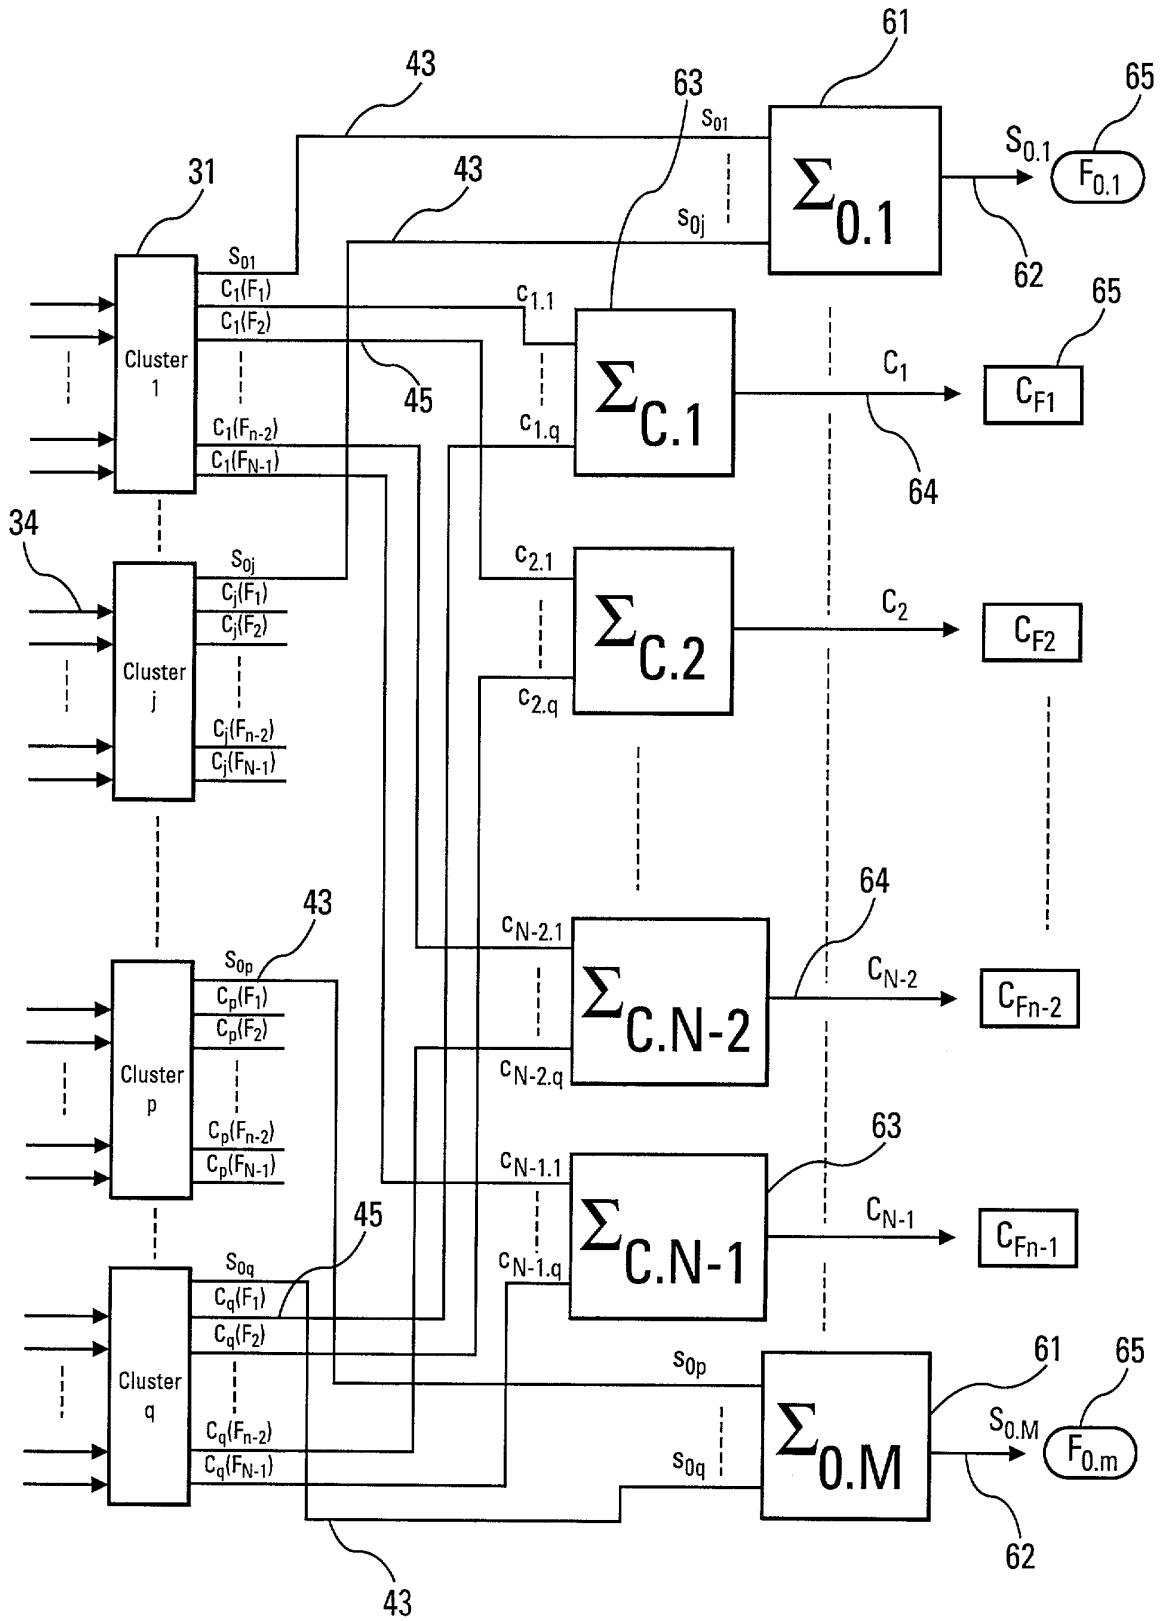 61
43
63
65
S01
S0.1
F0.1
Σ0.1
43
31
S0j
62
S01
C1(F1)
C1(F2)
Cluster
1
C1(Fn-2)
C1(FN-1)
45
c1.1
c1.q
ΣC.1
C1
65
CF1
64
34
S0j
Cj(F1)
Cj(F2)
Cluster
j
Cj(Fn-2)
Cj(FN-1)
c2.1
c2.q
ΣC.2
C2
CF2
43
S0p
Cp(F1)
Cp(F2)
Cluster
p
Cp(Fn-2)
Cp(FN-1)
cN-2.1
cN-2.q
ΣC.N-2
64
CN-2
CFn-2
63
cN-1.1
cN-1.q
ΣC.N-1
CN-1
CFn-1
45
S0q
Cq(F1)
Cq(F2)
Cluster
q
Cq(Fn-2)
Cq(FN-1)
43
s0p
s0q
Σ0.M
61
65
S0.M
F0.m
62